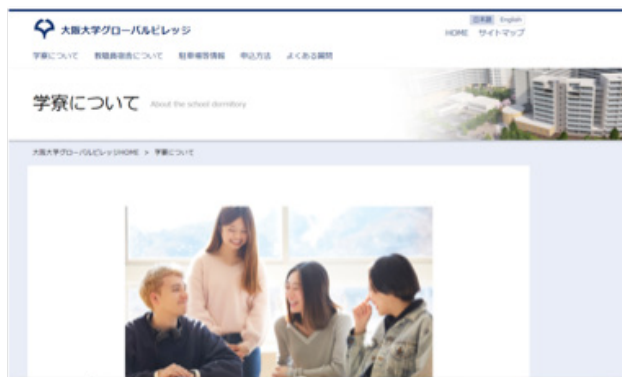 大阪大学グローバルビレッジ
日本語 English
HOME サイトマップ
学寮について 教職員宿舎について 駐車場等情報 申込方法 よくある質問
学寮について About the school dormitory
大阪大学グローバルビレッジHOME > 学寮について